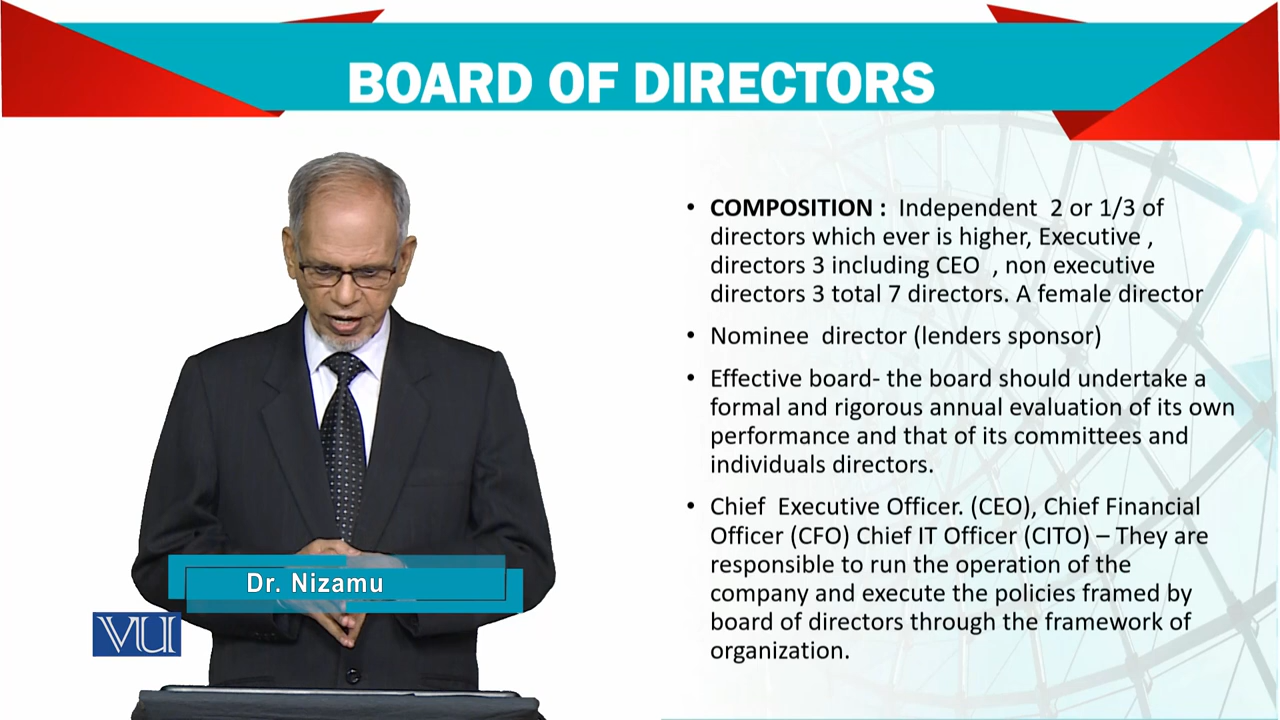 BOARD OF DIRECTORS
• COMPOSITION : Independent 2 or 1/3 of
directors which ever is higher, Executive ,
directors 3 including CEO , non executive
directors 3 total 7 directors. A female director
• Nominee director (lenders sponsor)
• Effective board- the board should undertake a
formal and rigorous annual evaluation of its own
performance and that of its committees and
individuals directors.
• Chief Executive Officer. (CEO), Chief Financial
Officer (CFO) Chief IT Officer (CITO) – They are
responsible to run the operation of the
company and execute the policies framed by
board of directors through the framework of
organization.
Dr. Nizamu
VU